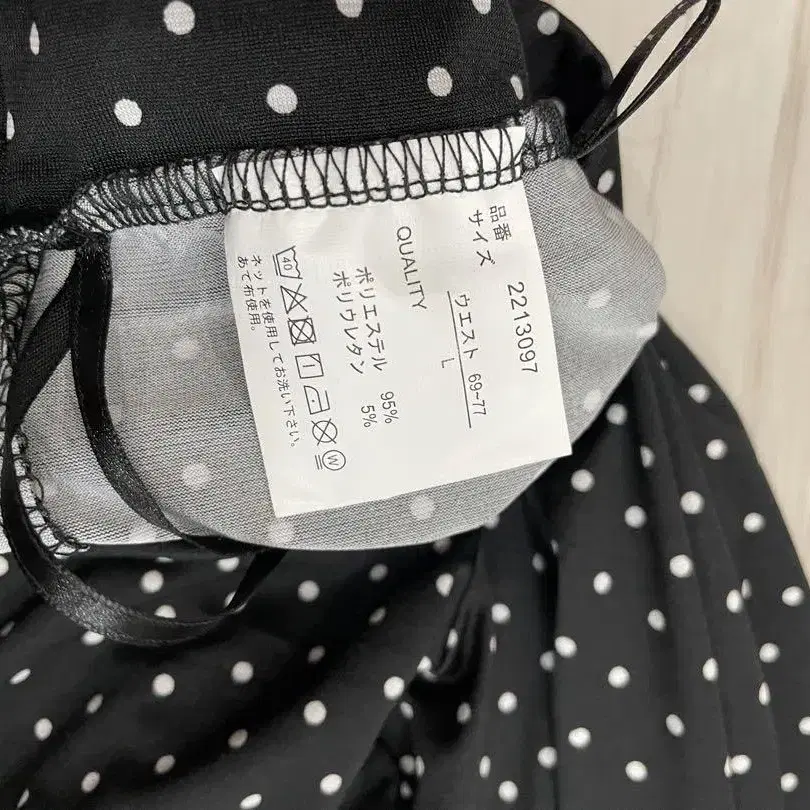 品番 2213097
サイズ
ウエスト 69~77
L
QUALITY
ポリエステル 95%
ポリウレタン 5%
40
W
ネットを使用してお洗い下さい。
あて布使用。